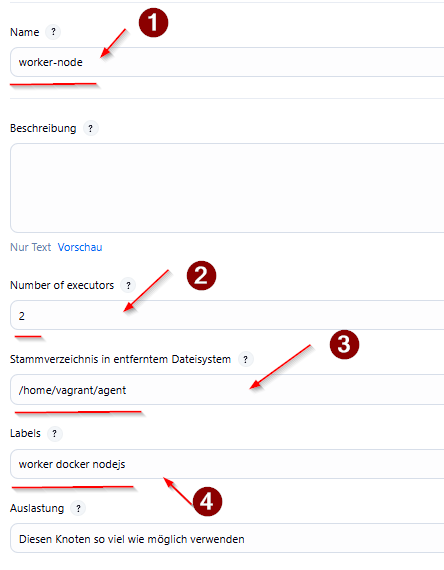 1
Name ?
worker-node
Beschreibung ?
Nur Text Vorschau
2
Number of executors ?
2
3
Stammverzeichnis in entferntem Dateisystem ?
/home/vagrant/agent
Labels ?
worker docker nodejs
4
Auslastung ?
Diesen Knoten so viel wie möglich verwenden